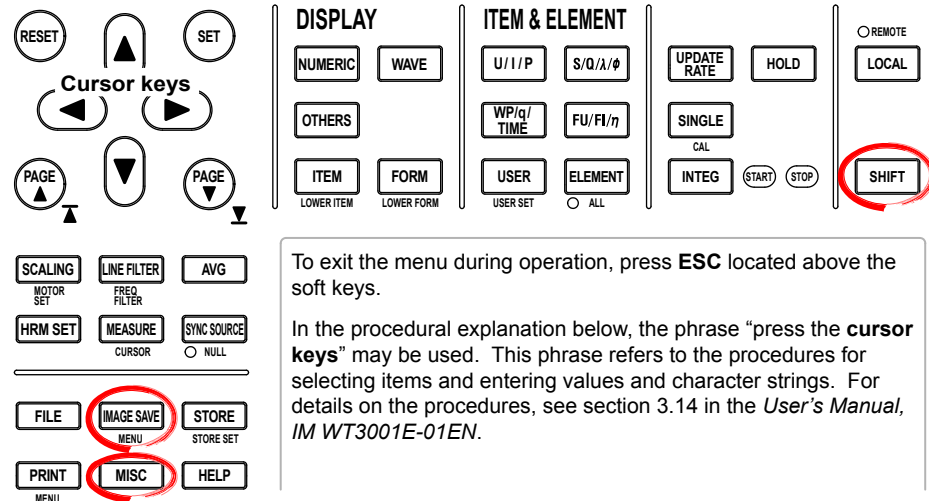 RESET
SET
Cursor keys
PAGE
PAGE
DISPLAY
NUMERIC
WAVE
OTHERS
ITEM
FORM
LOWER ITEM
LOWER FORM
ITEM & ELEMENT
U / I / P
S/Q/λ/ø
WP/q/
TIME
FU/FI/η
USER
ELEMENT
USER SET
ALL
UPDATE
RATE
HOLD
SINGLE
CAL
INTEG
START
STOP
REMOTE
LOCAL
SHIFT
SCALING
LINE FILTER
AVG
MOTOR
SET
FREQ
FILTER
HRM SET
MEASURE
SYNC SOURCE
CURSOR
NULL
FILE
IMAGE SAVE
STORE
MENU
STORE SET
PRINT
MISC
HELP
MENU
To exit the menu during operation, press ESC located above the
soft keys.
In the procedural explanation below, the phrase “press the cursor
keys” may be used. This phrase refers to the procedures for
selecting items and entering values and character strings. For
details on the procedures, see section 3.14 in the User’s Manual,
IM WT3001E-01EN.